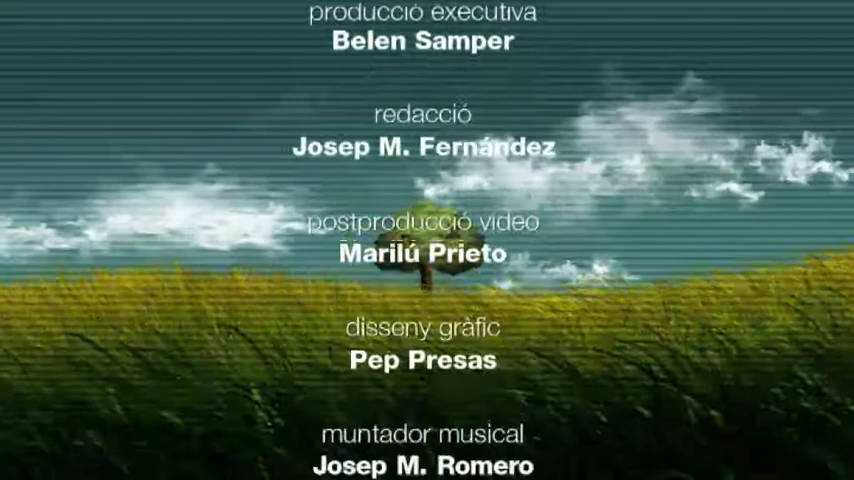 producció executiva
Belen Samper
redacció
Josep M. Fernández
postproducció vídeo
Marilú Prieto
disseny gràfic
Pep Presas
muntador musical
Josep M. Romero